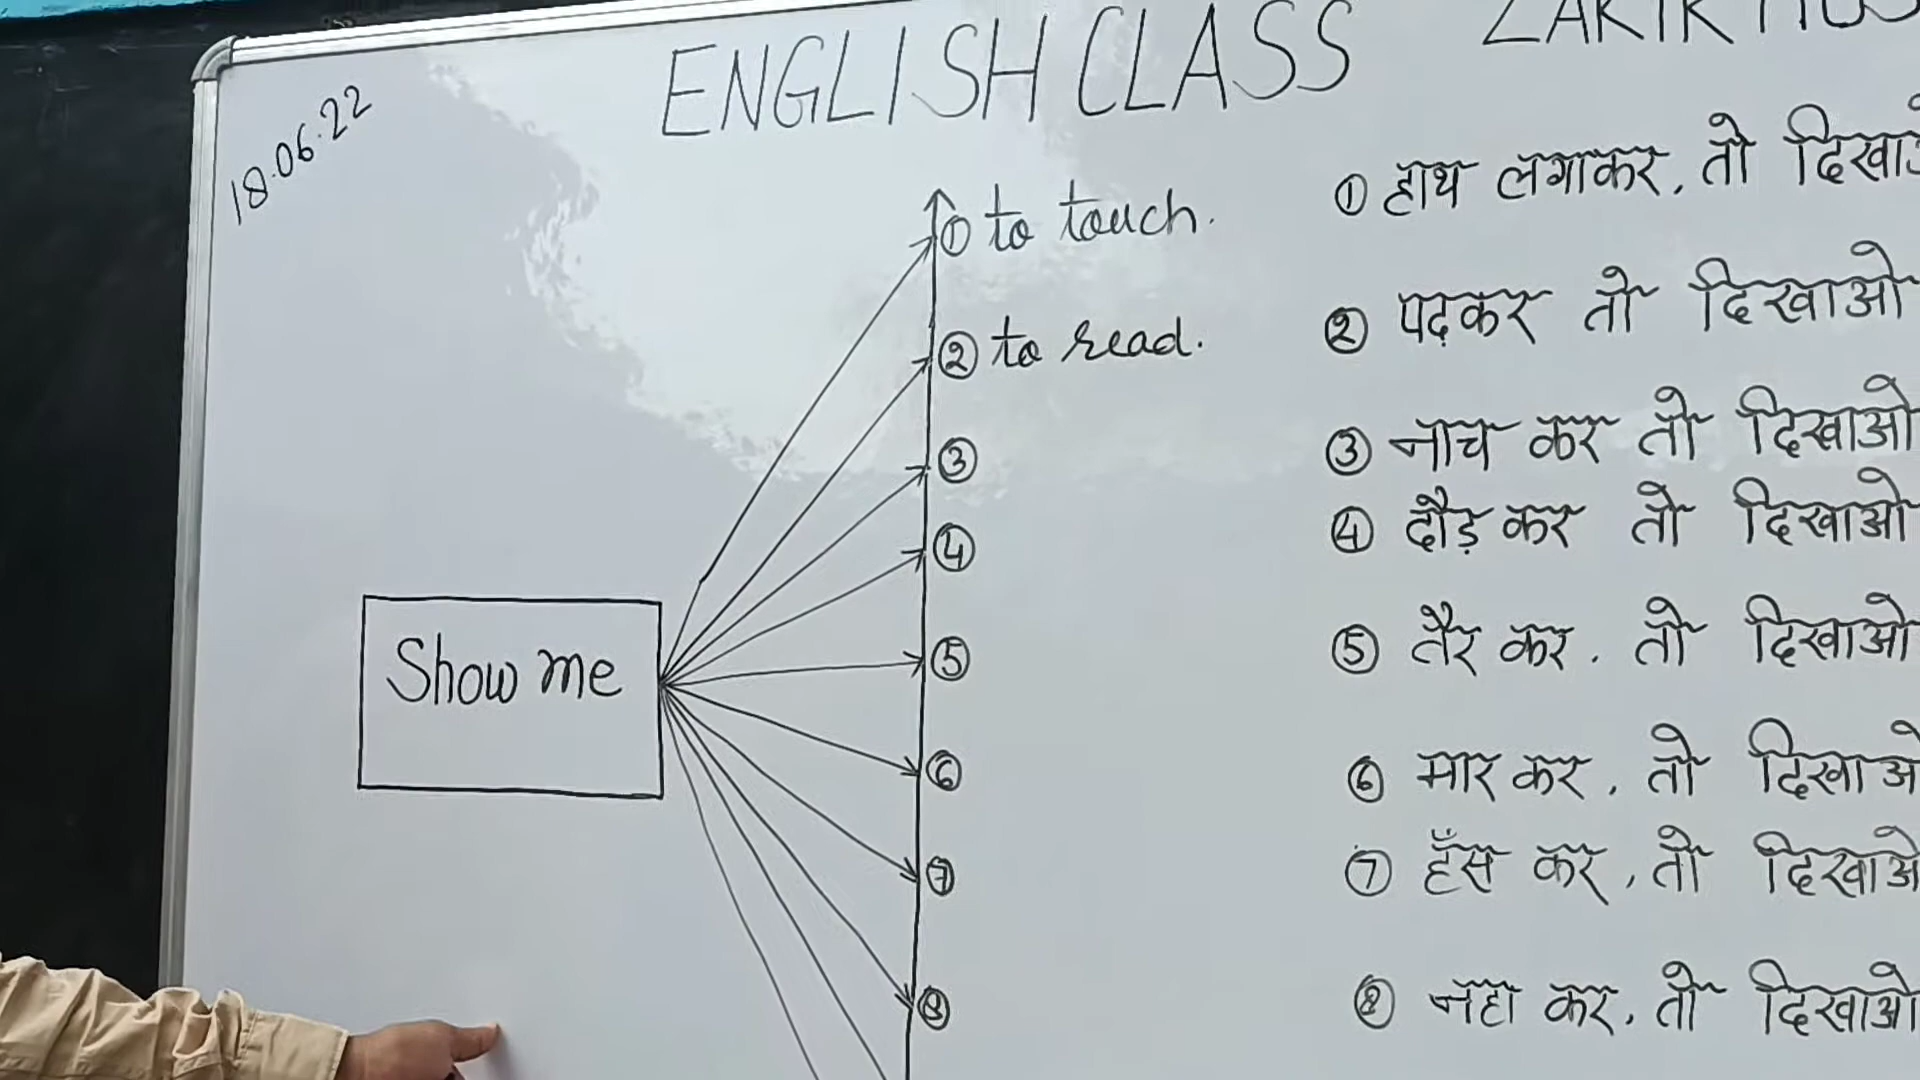 ENGLISH CLASS
18.06.22
① to touch.
② to read.
③
④
⑤
⑥
⑦
⑧
Show me
① हाथ लगाकर, तो
② पढ़कर तो दिखाओ
③ नाच कर तो दिखाओ
④ दौड़ कर तो दिखाओ
⑤ तैर कर. तो दिखाओ
⑥ मार कर, तो
⑦ हँस कर, तो दिखाओ
⑧ नहा कर, तो दिखाओ